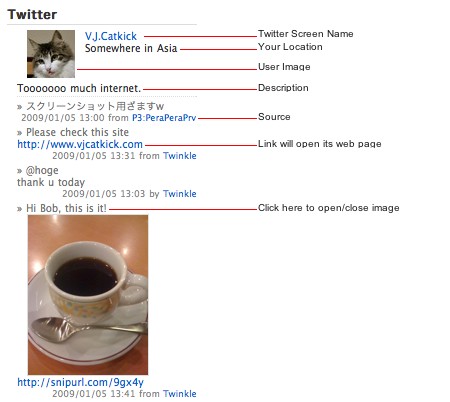 Twitter
V.J.Catkick
Twitter Screen Name
Somewhere in Asia
Your Location
User Image
Tooooooo much internet.
Description
» スクリーンショット用ざますw
2009/01/05 13:00 from P3:PeraPeraPrv
Source
» Please check this site
http://www.vjcatkick.com
Link will open its web page
2009/01/05 13:31 from Twinkle
» @hoge
thank u today
2009/01/05 13:03 by Twinkle
» Hi Bob, this is it!
Click here to open/close image
http://snipurl.com/9gx4y
2009/01/05 13:41 from Twinkle